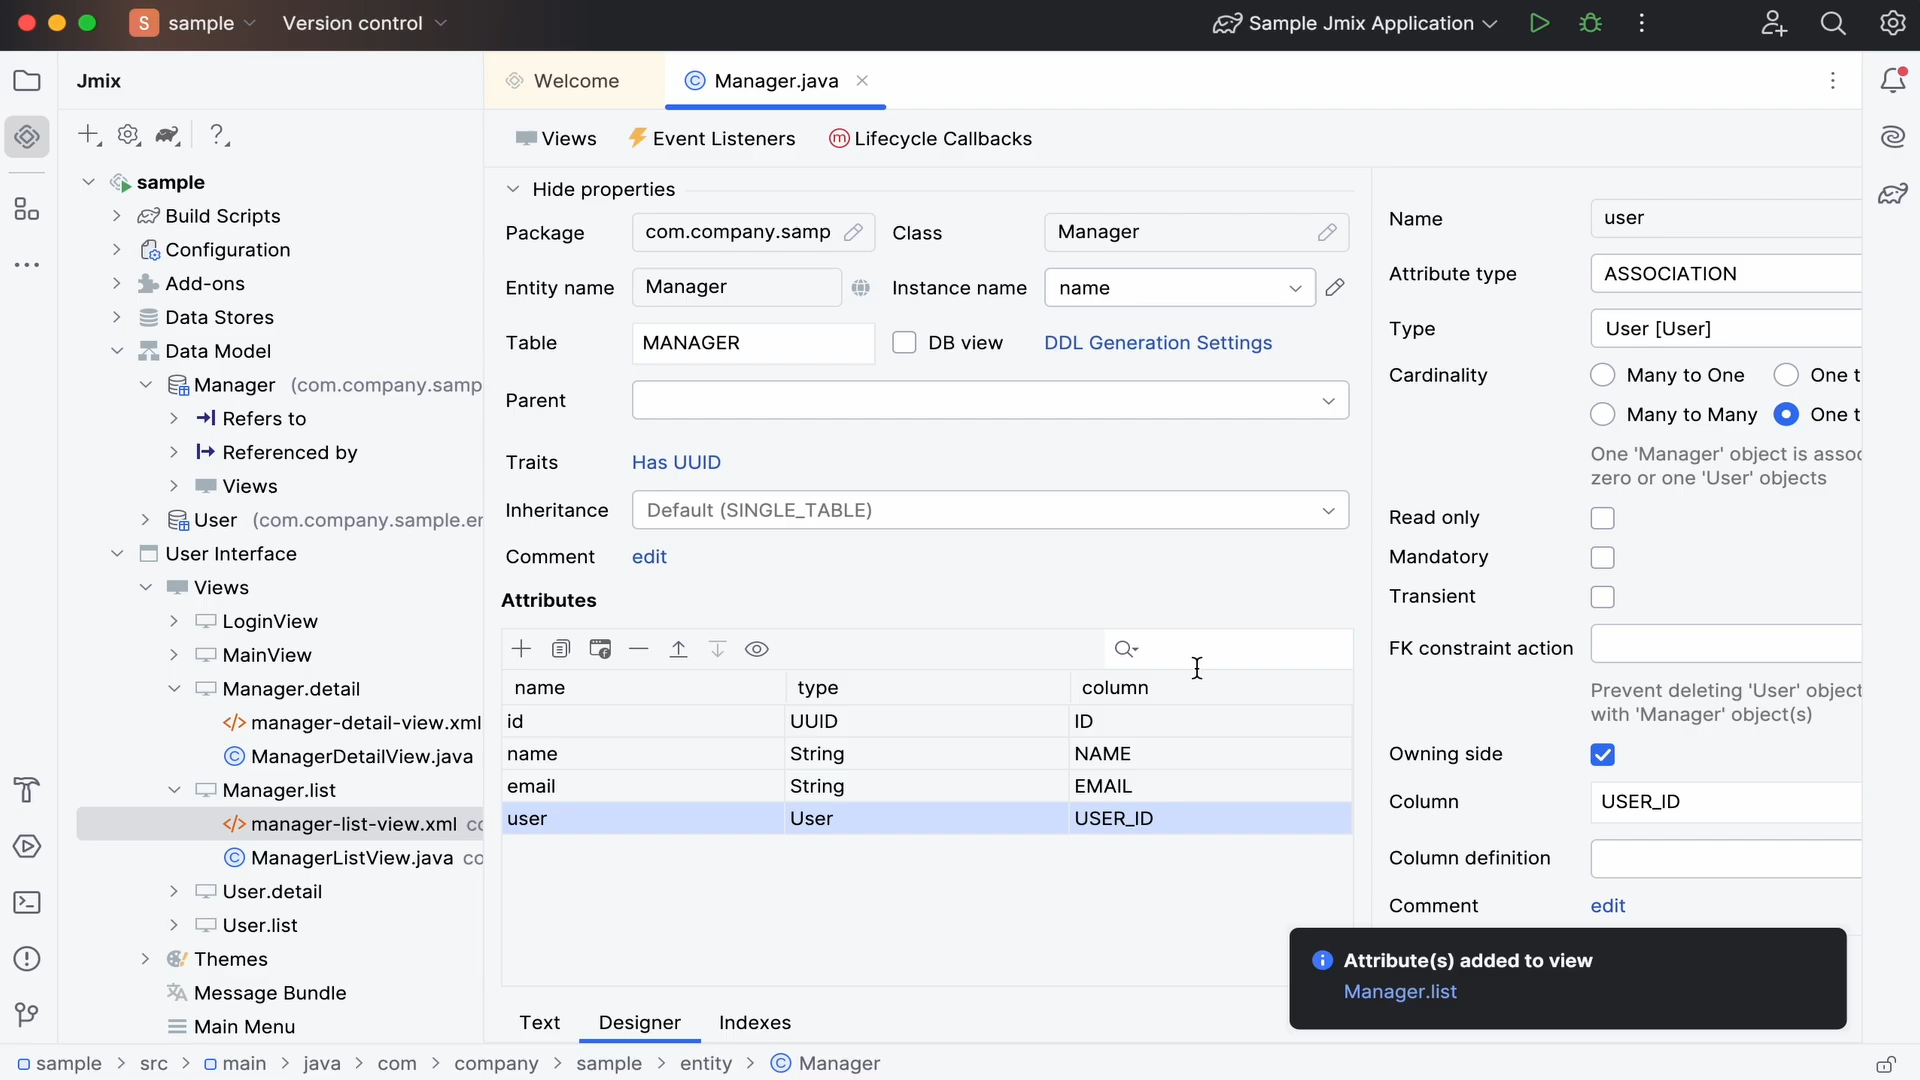 S sample Version control Sample Jmix Application
Jmix
Welcome Manager.java
Views Event Listeners m Lifecycle Callbacks
sample
Build Scripts
Configuration
Add-ons
Data Stores
Data Model
Manager (com.company.samp
Refers to
Referenced by
Views
User (com.company.sample.er
User Interface
Views
LoginView
MainView
Manager.detail
</> manager-detail-view.xml
ManagerDetailView.java
Manager.list
</> manager-list-view.xml cc
ManagerListView.java co
User.detail
User.list
Themes
Message Bundle
Main Menu
Hide properties
Package com.company.samp Class Manager
Entity name Manager Instance name name
Table MANAGER DB view DDL Generation Settings
Parent
Traits Has UUID
Inheritance Default (SINGLE_TABLE)
Comment edit
Attributes
name type column
id UUID ID
name String NAME
email String EMAIL
user User USER_ID
Text Designer Indexes
Name user
Attribute type ASSOCIATION
Type User [User]
Cardinality Many to One One t
Many to Many One t
One 'Manager' object is assoc
zero or one 'User' objects
Read only
Mandatory
Transient
FK constraint action
Prevent deleting 'User' object
with 'Manager' object(s)
Owning side
Column USER_ID
Column definition
Comment edit
Attribute(s) added to view
Manager.list
sample > src > main > java > com > company > sample > entity > Manager